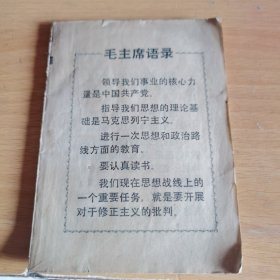 毛主席语录
领导我们事业的核心力
量是中国共产党。
指导我们思想的理论基
础是马克思列宁主义。
进行一次思想和政治路
线方面的教育。
要认真读书。
我们现在思想战线上的
一个重要任务，就是要开展
对于修正主义的批判。